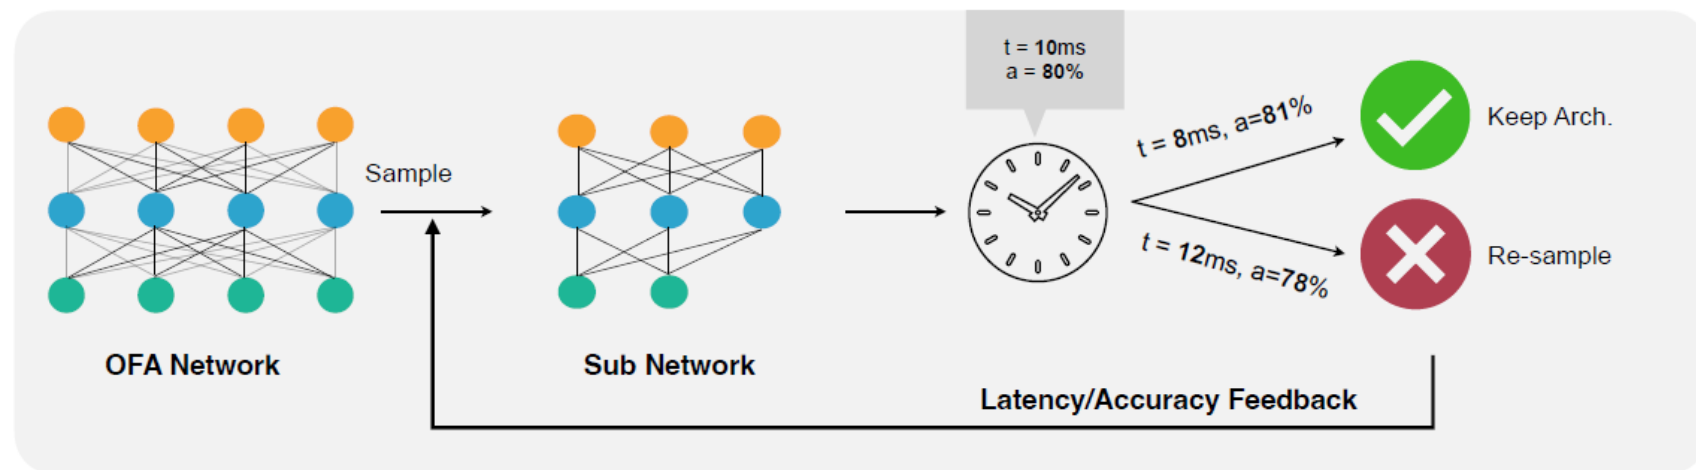 t = 10ms
a = 80%
t = 8ms, a=81%
Keep Arch.
Sample
t = 12ms, a=78%
Re-sample
OFA Network
Sub Network
Latency/Accuracy Feedback